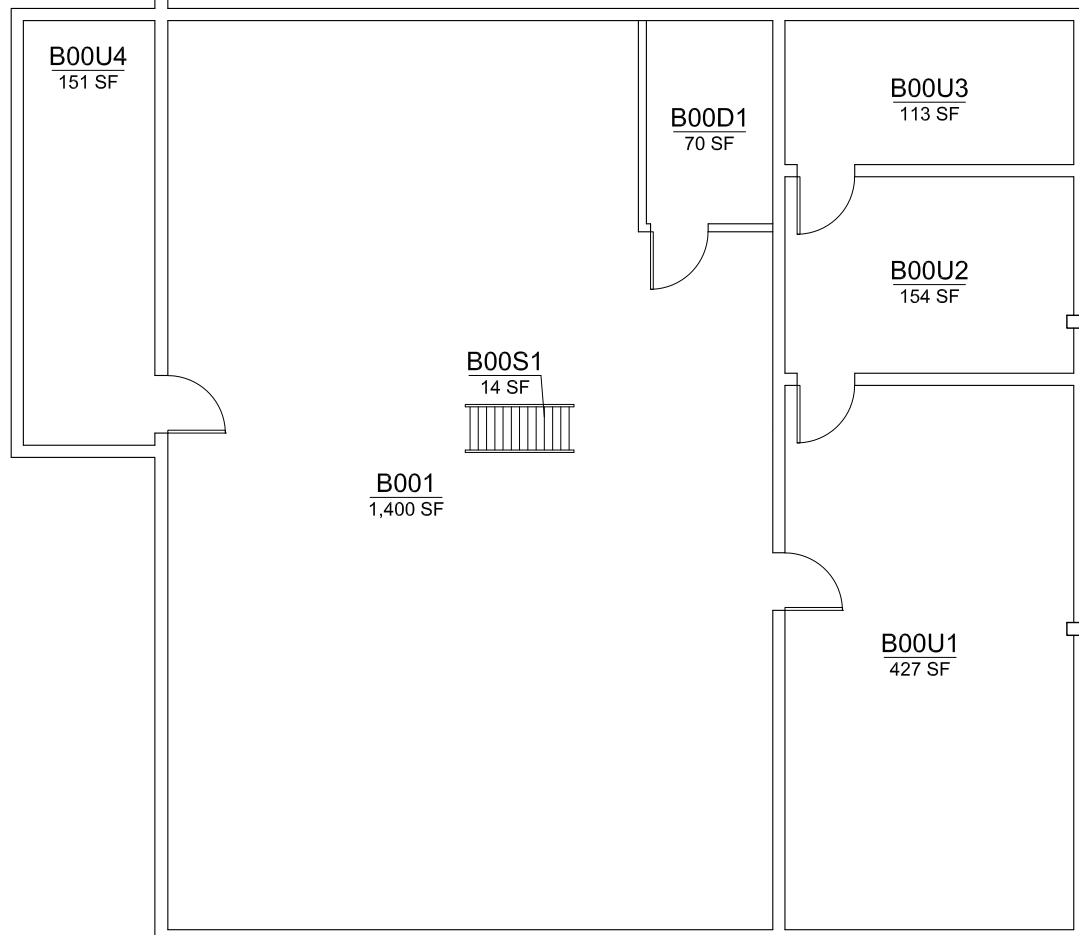 B00U4
151 SF
B00D1
70 SF
B00U3
113 SF
B00U2
154 SF
B00S1
14 SF
B001
1,400 SF
B00U1
427 SF